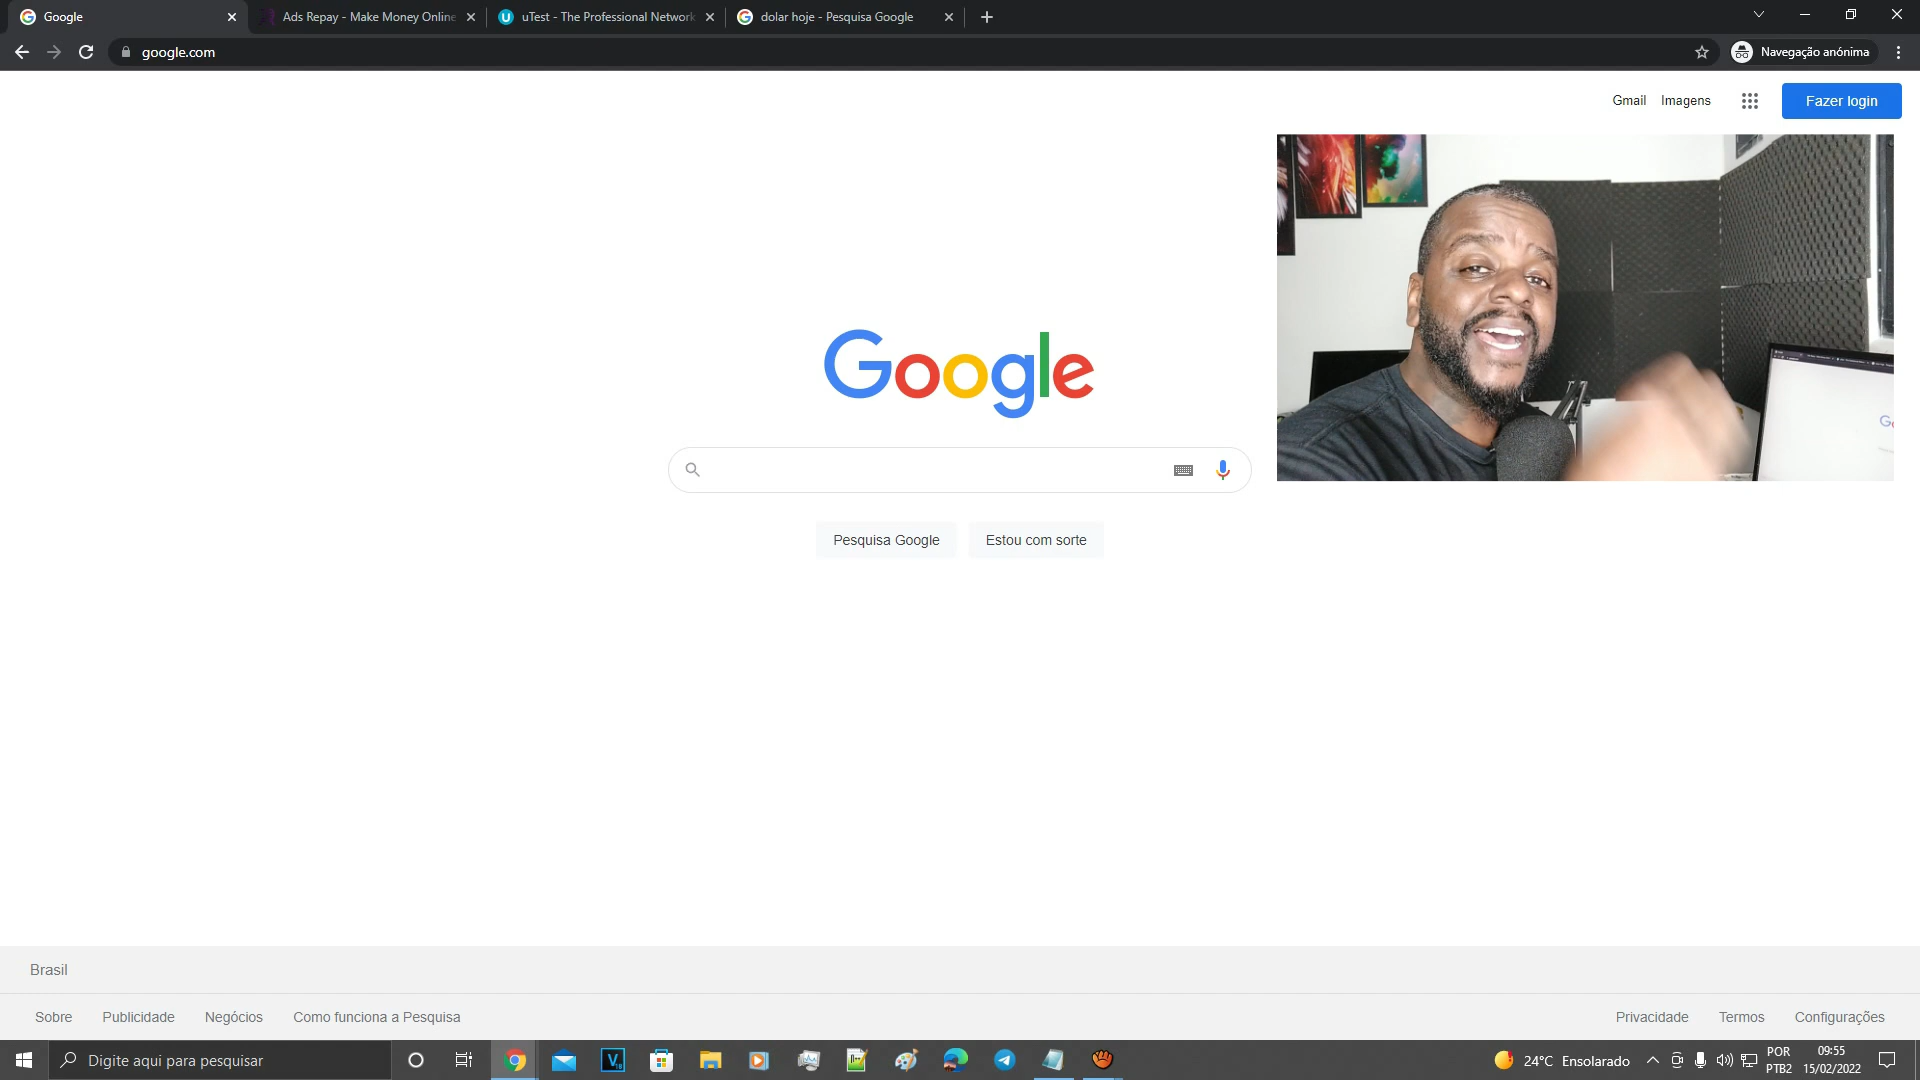 Google
Ads Repay - Make Money Online
uTest - The Professional Network
dolar hoje - Pesquisa Google
google.com
Navegação anónima
Gmail
Imagens
Fazer login
Google
Pesquisa Google
Estou com sorte
Brasil
Sobre
Publicidade
Negócios
Como funciona a Pesquisa
Privacidade
Termos
Configurações
Digite aqui para pesquisar
24°C Ensolarado
POR
PTB2
09:55
15/02/2022